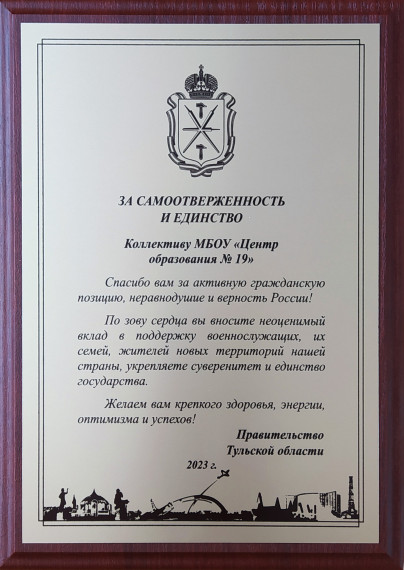 ЗА САМООТВЕРЖЕННОСТЬ
И ЕДИНСТВО
Коллективу МБОУ «Центр
образования № 19»
Спасибо вам за активную гражданскую
позицию, неравнодушие и верность России!
По зову сердца вы вносите неоценимый
вклад в поддержку военнослужащих, их
семей, жителей новых территорий нашей
страны, укрепляете суверенитет и единство
государства.
Желаем вам крепкого здоровья, энергии,
оптимизма и успехов!
Правительство
Тульской области
2023 г.